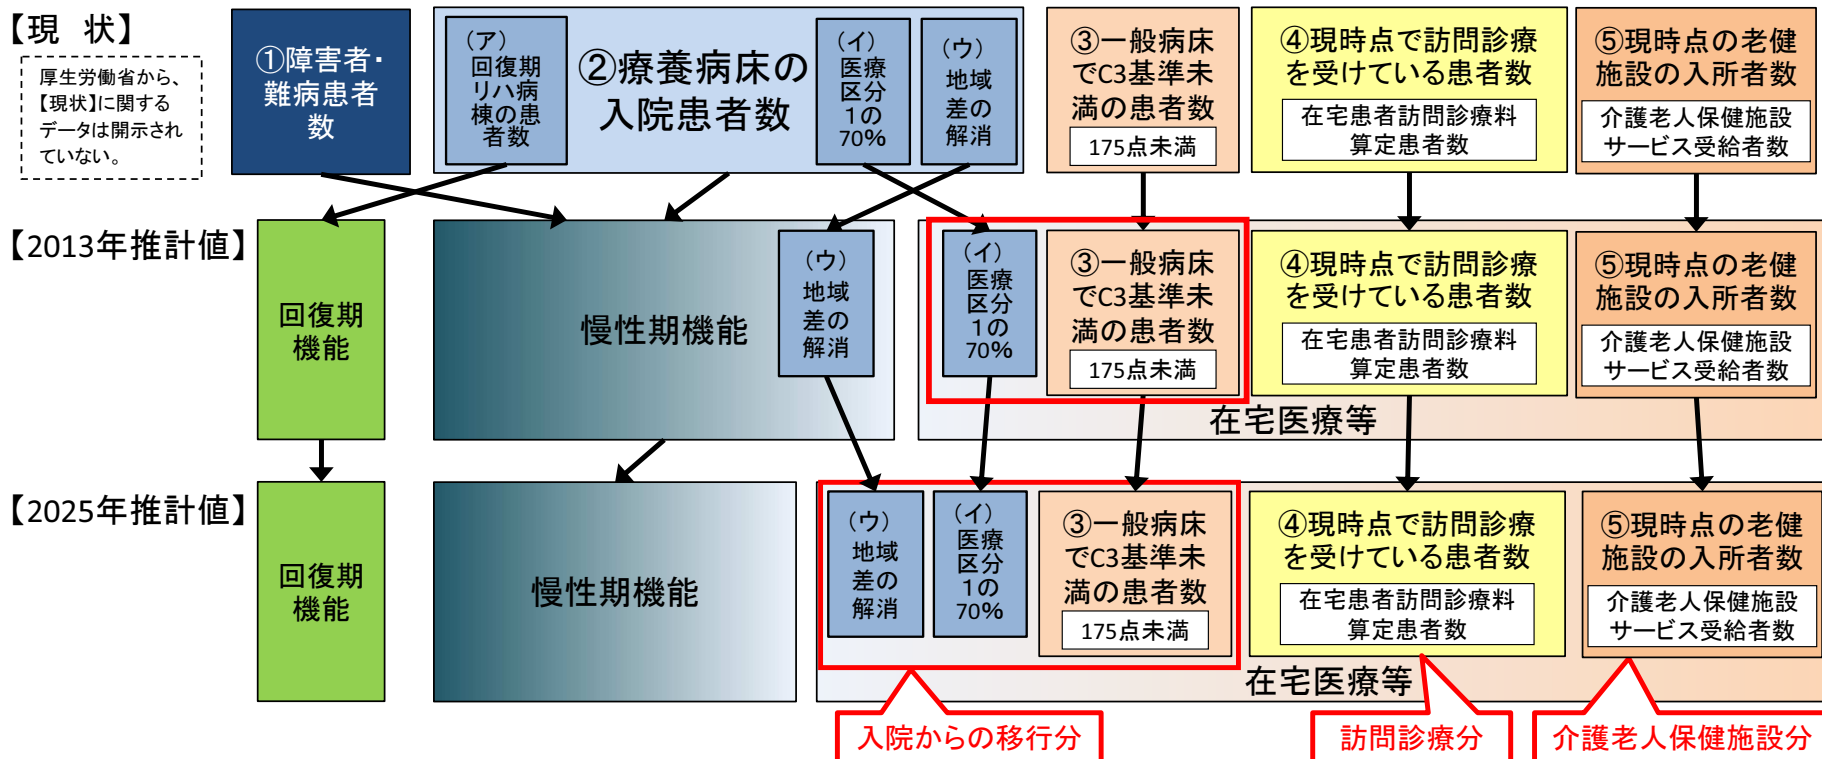 【現　状】
厚生労働省から、
【現状】に関する
データは開示され
ていない。
①障害者・
難病患者
数
（ア）
回復期
リハ病
棟の患
者数
②療養病床の
入院患者数
（イ）
医療
区分
1の
70%
（ウ）
地域
差の
解消
③一般病床
でC3基準未
満の患者数
175点未満
④現時点で訪問診療
を受けている患者数
在宅患者訪問診療料
算定患者数
⑤現時点の老健
施設の入所者数
介護老人保健施設
サービス受給者数
【2013年推計値】
回復期
機能
慢性期機能
（ウ）
地域
差の
解消
（イ）
医療
区分
1の
70%
③一般病床
でC3基準未
満の患者数
175点未満
④現時点で訪問診療
を受けている患者数
在宅患者訪問診療料
算定患者数
⑤現時点の老健
施設の入所者数
介護老人保健施設
サービス受給者数
在宅医療等
【2025年推計値】
回復期
機能
慢性期機能
（ウ）
地域
差の
解消
（イ）
医療
区分
1の
70%
③一般病床
でC3基準未
満の患者数
175点未満
④現時点で訪問診療
を受けている患者数
在宅患者訪問診療料
算定患者数
⑤現時点の老健
施設の入所者数
介護老人保健施設
サービス受給者数
在宅医療等
入院からの移行分
訪問診療分
介護老人保健施設分